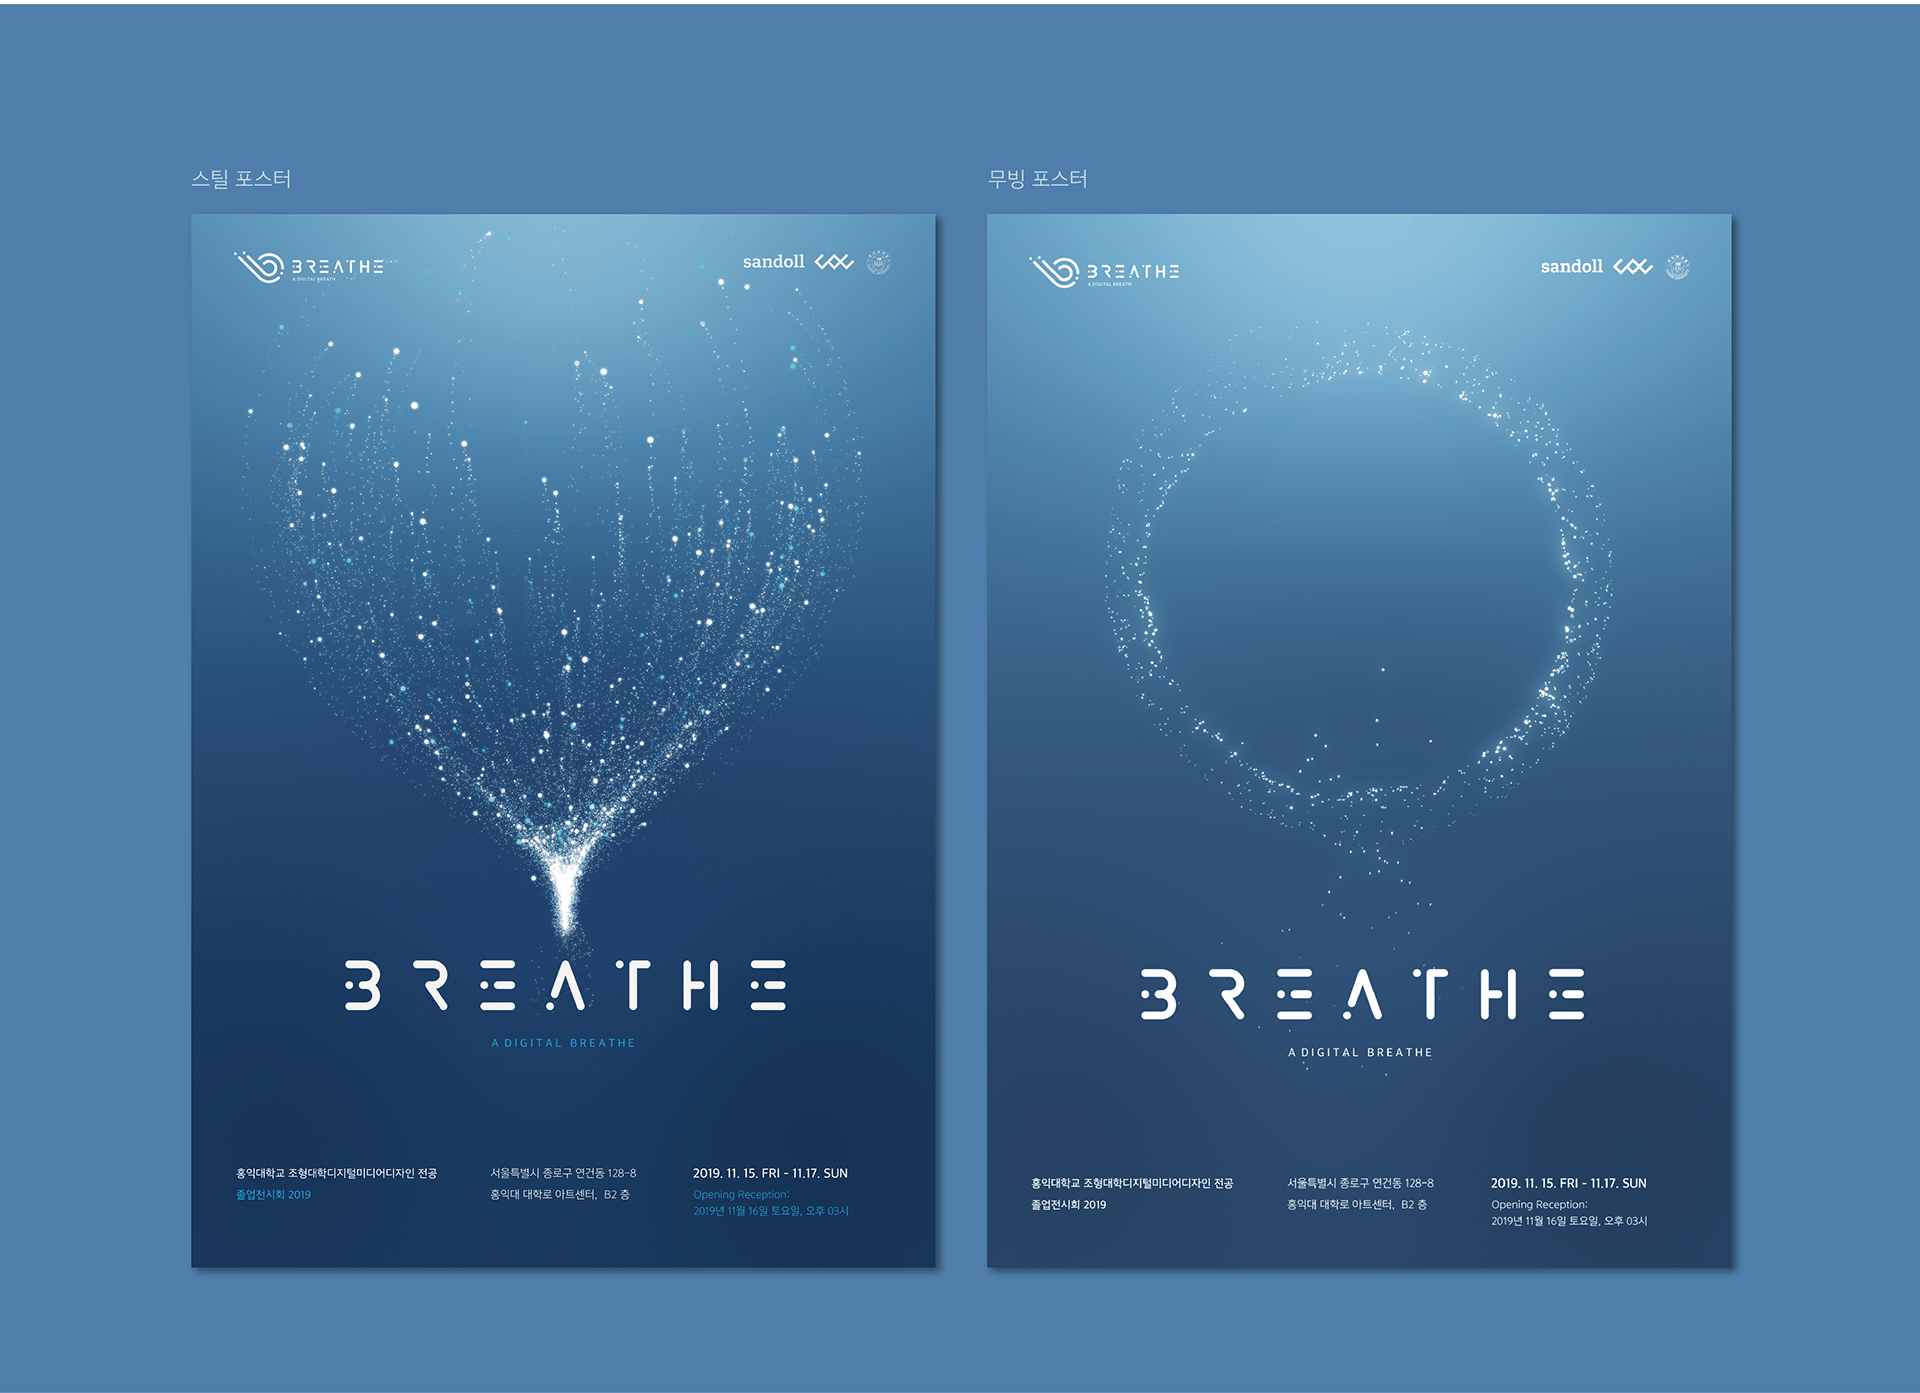 스틸 포스터
BREATHE
A DIGITAL BREATH
sandoll
BREATHE
A DIGITAL BREATHE
홍익대학교 조형대학디지털미디어디자인 전공
졸업전시회 2019
서울특별시 종로구 연건동 128-8
홍익대 대학로 아트센터, B2 층
2019. 11. 15. FRI - 11.17. SUN
Opening Reception:
2019년 11월 16일 토요일, 오후 03시
무빙 포스터
BREATHE
A DIGITAL BREATH
sandoll
BREATHE
A DIGITAL BREATHE
홍익대학교 조형대학디지털미디어디자인 전공
졸업전시회 2019
서울특별시 종로구 연건동 128-8
홍익대 대학로 아트센터, B2 층
2019. 11. 15. FRI - 11.17. SUN
Opening Reception:
2019년 11월 16일 토요일, 오후 03시